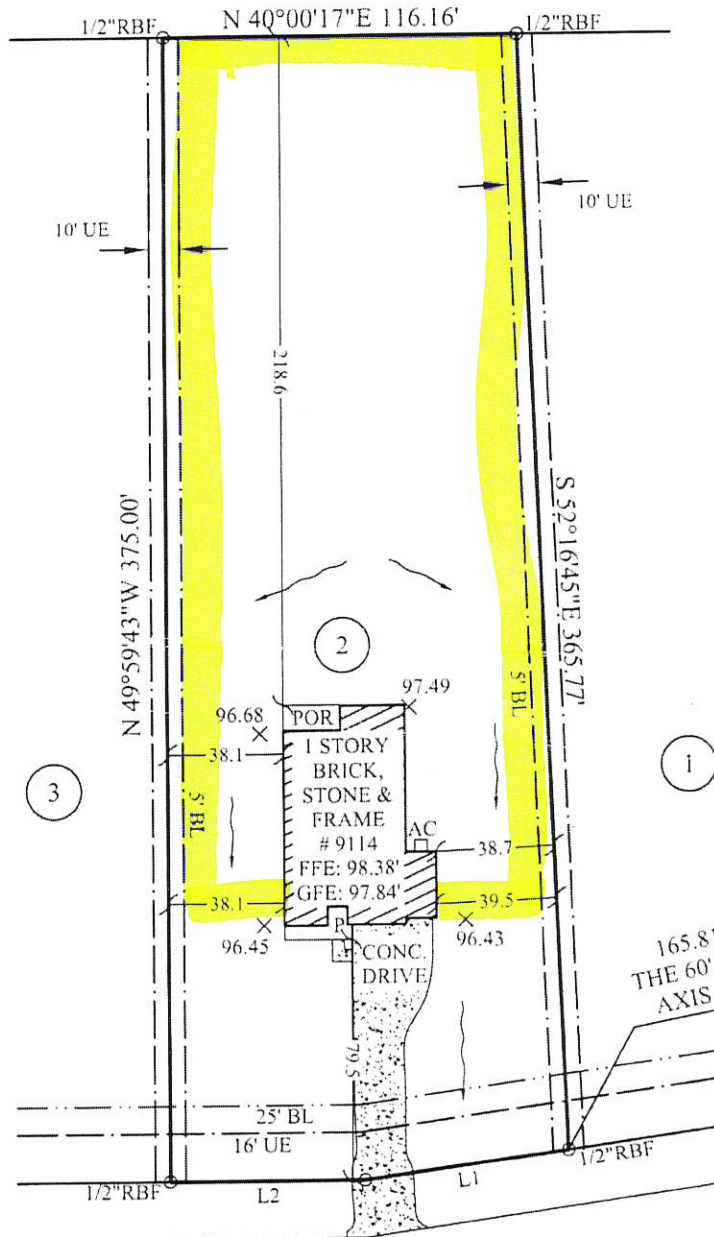 N 40°00'17"E 116.16'
1/2"RBF
1/2"RBF
10' UE
10' UE
218.6
N 49°59'43"W 375.00'
S 52°16'45"E 365.77'
2
5' BL
97.49
96.68
POR
38.1
1 STORY
BRICK,
STONE &
FRAME
# 9114
FFE: 98.38'
GFE: 97.84'
3
1
5' BL
AC
38.7
38.1
39.5
P
96.45
96.43
P
CONC.
DRIVE
165.8'
THE 60'
AXIS
79.5
25' BL
16' UE
1/2"RBF
1/2"RBF
L2
L1